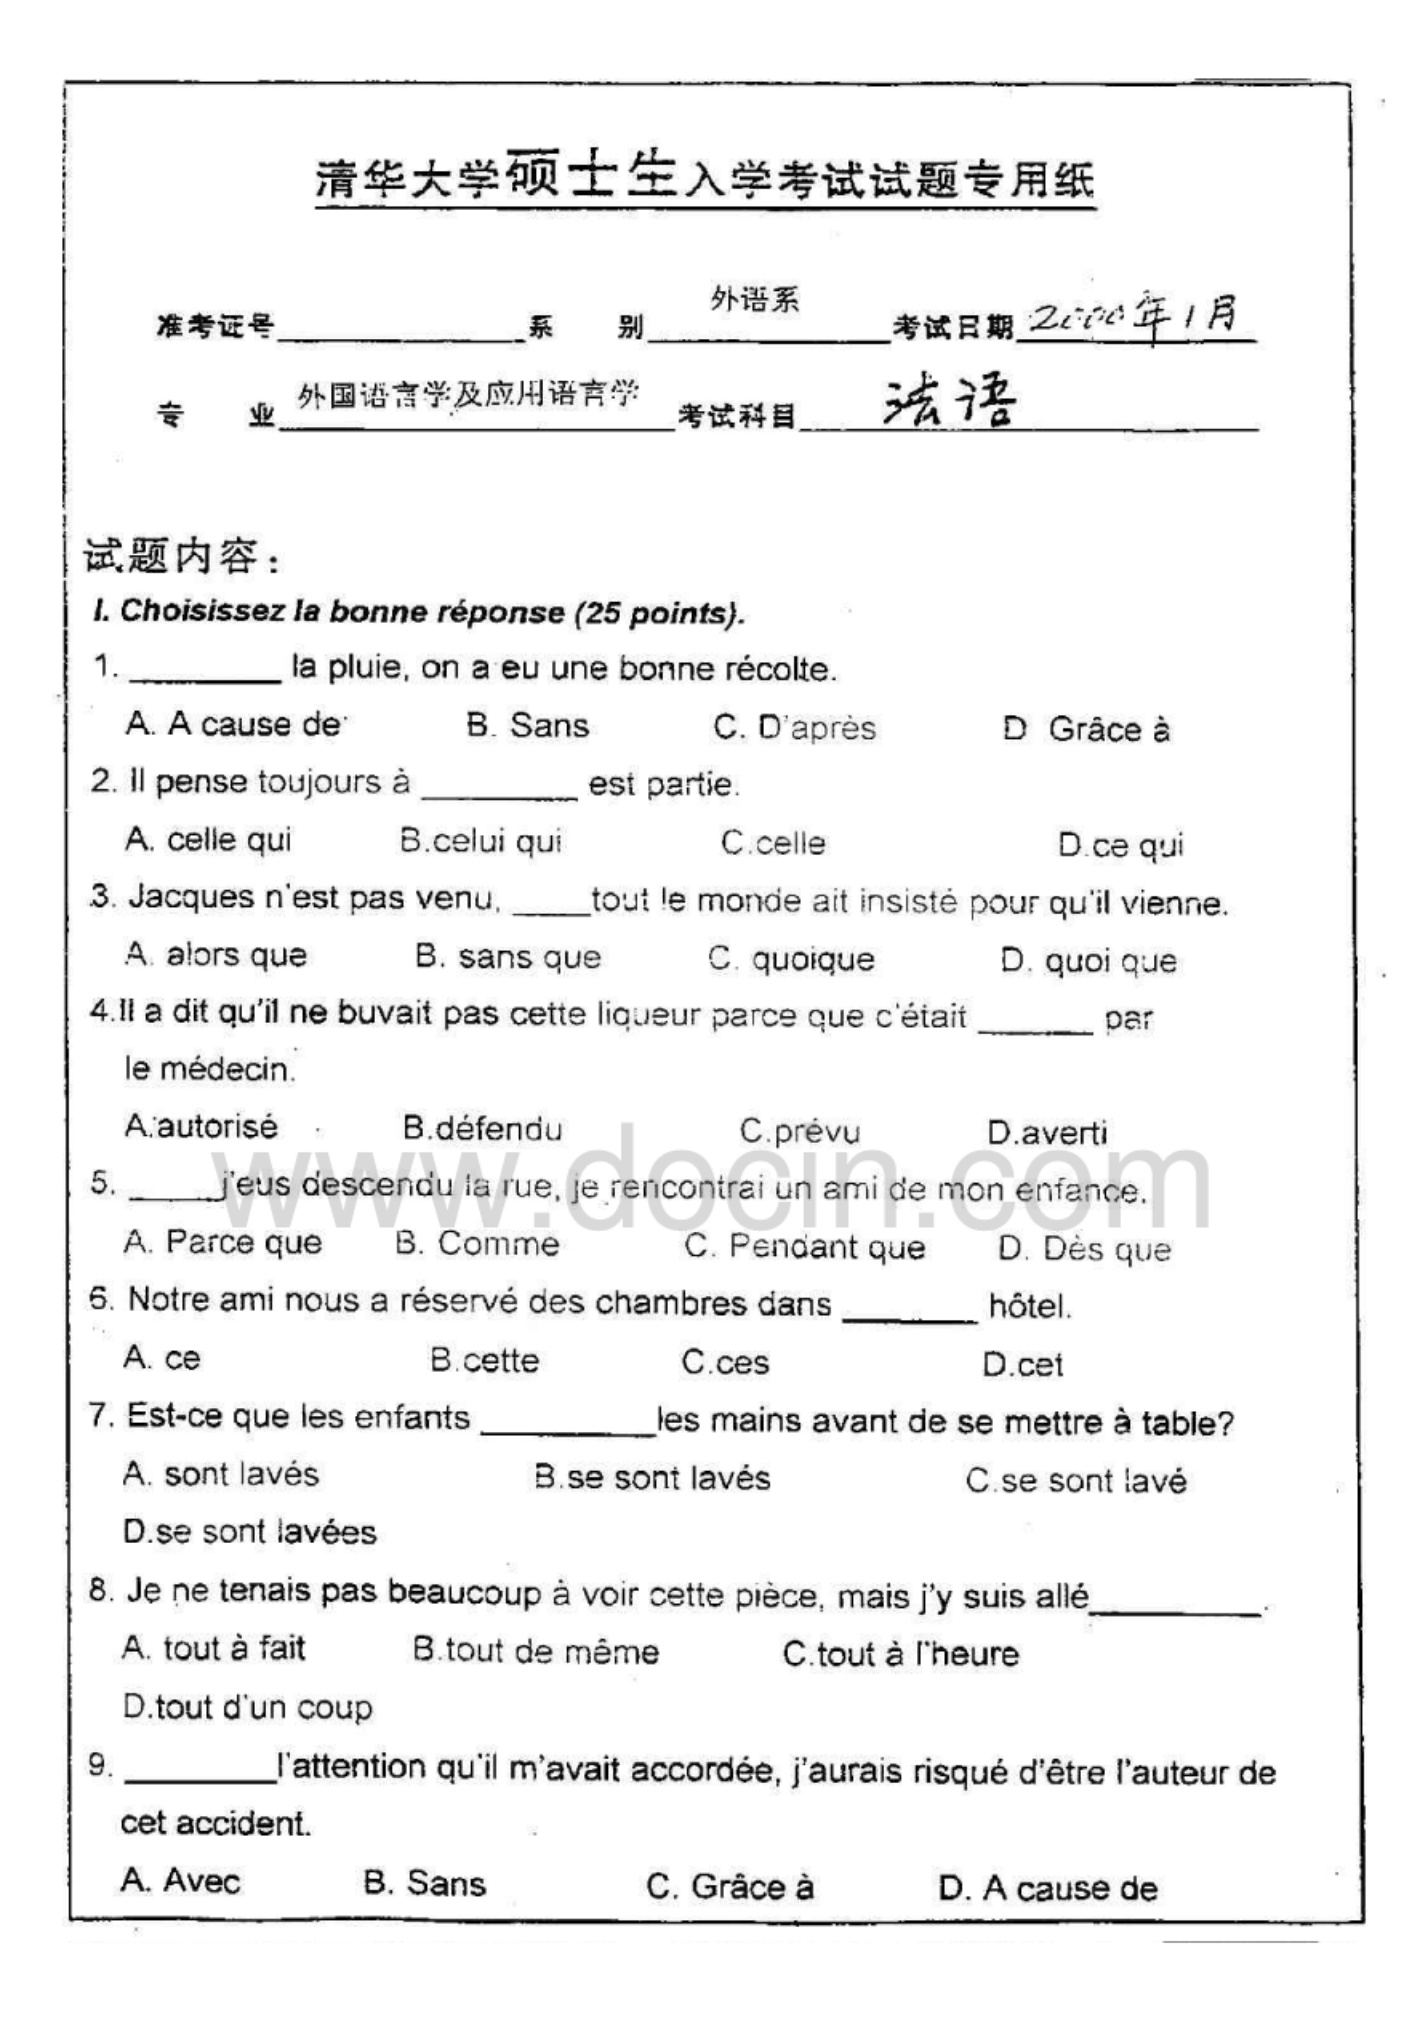 清华大学硕士生入学考试试题专用纸
准考证号 系 别 外语系 考试日期 2000年1月
专 业 外国语言学及应用语言学 考试科目 法语
试题内容：
I. Choisissez la bonne réponse (25 points).
1. ________ la pluie, on a eu une bonne récolte.
A. A cause de B. Sans C. D'après D Grâce à
2. Il pense toujours à ________ est partie.
A. celle qui B.celui qui C.celle D.ce qui
3. Jacques n'est pas venu, ____tout le monde ait insisté pour qu'il vienne.
A. alors que B. sans que C. quoique D. quoi que
4.Il a dit qu'il ne buvait pas cette liqueur parce que c'était ______ par
le médecin.
A.autorisé B.défendu C.prévu D.averti
5. _____j'eus descendu la rue, je rencontrai un ami de mon enfance.
A. Parce que B. Comme C. Pendant que D. Dès que
6. Notre ami nous a réservé des chambres dans _______ hôtel.
A. ce B.cette C.ces D.cet
7. Est-ce que les enfants _________les mains avant de se mettre à table?
A. sont lavés B.se sont lavés C.se sont lavé
D.se sont lavées
8. Je ne tenais pas beaucoup à voir cette pièce, mais j'y suis allé_________.
A. tout à fait B.tout de même C.tout à l'heure
D.tout d'un coup
9. ________l'attention qu'il m'avait accordée, j'aurais risqué d'être l'auteur de
cet accident.
A. Avec B. Sans C. Grâce à D. A cause de
www.docin.com